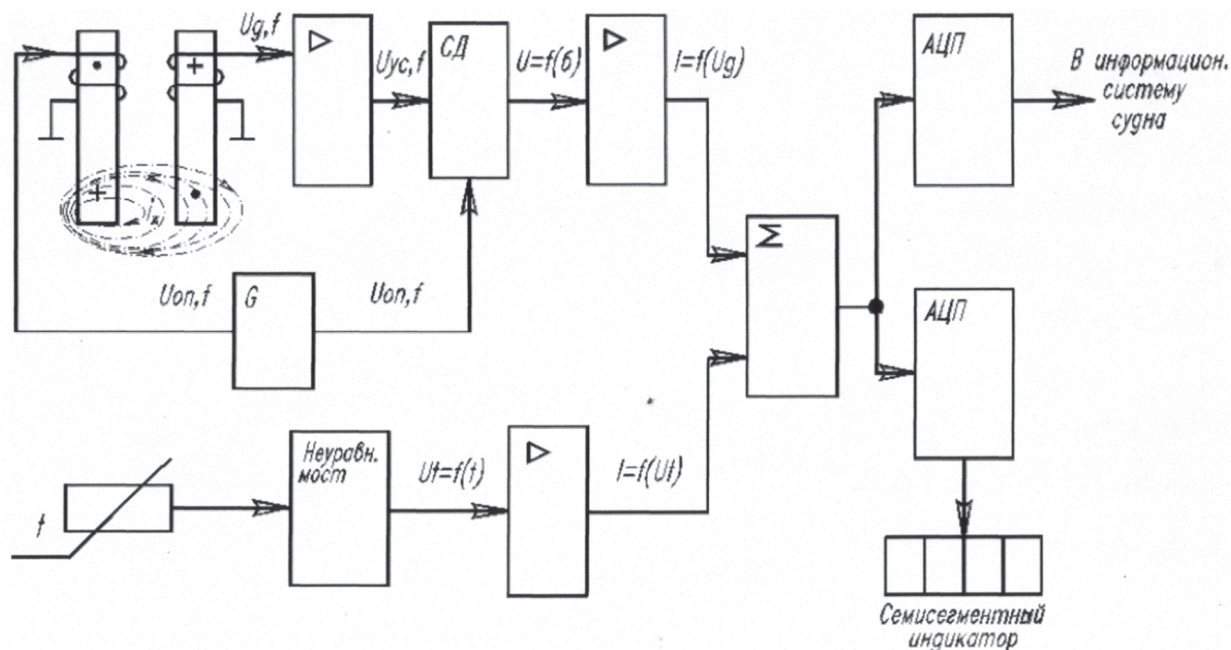 Ug,f
Uус,f
СД
U=f(б)
I=f(Ug)
АЦП
В информацион.
систему
судна
Uоп,f
G
Uоп,f
М
АЦП
t
Неуравн.
мост
Ut=f(t)
I=f(Ut)
Семисегментный
индикатор